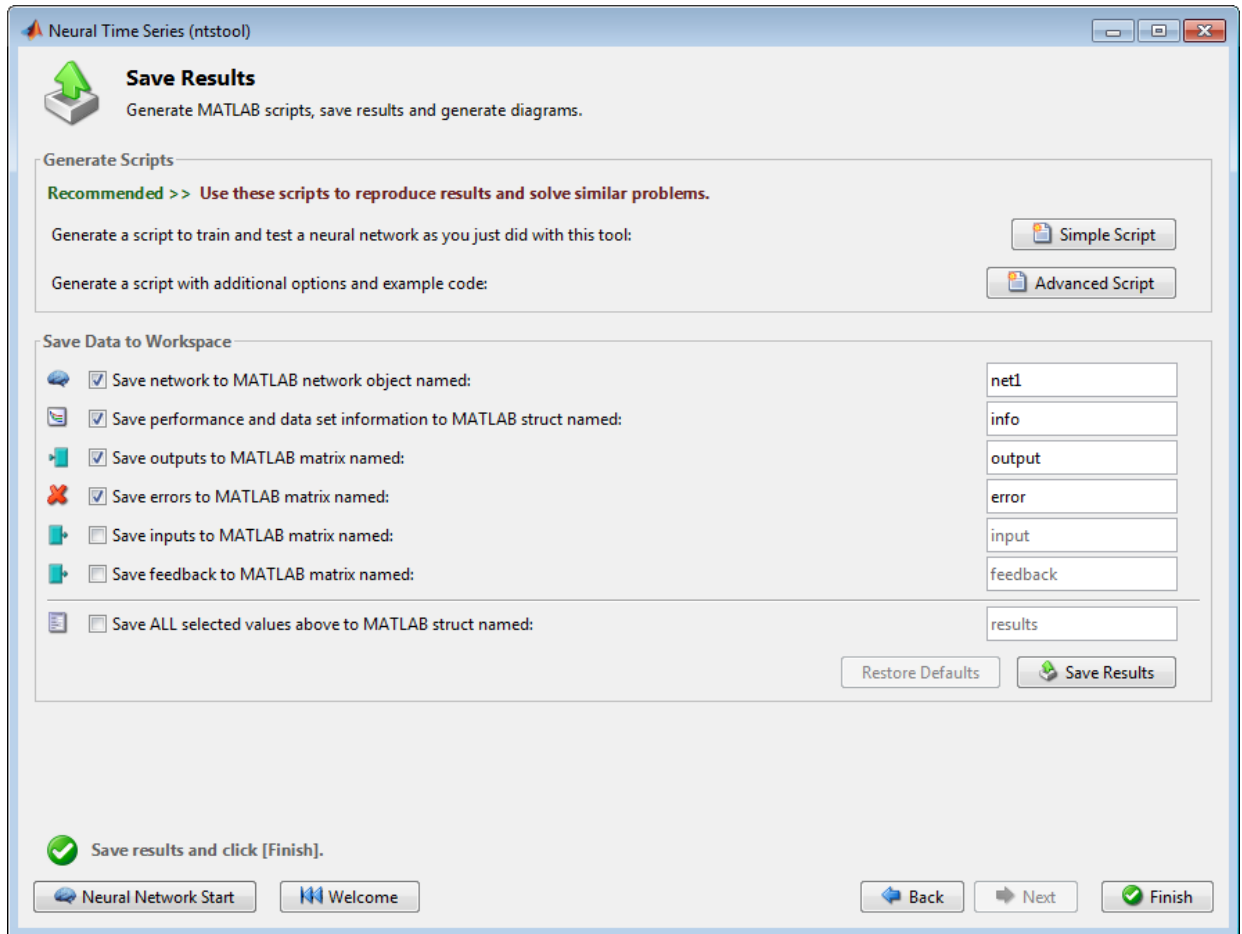 Neural Time Series (ntstool)
Save Results
Generate MATLAB scripts, save results and generate diagrams.
Generate Scripts
Recommended >> Use these scripts to reproduce results and solve similar problems.
Generate a script to train and test a neural network as you just did with this tool:
Simple Script
Generate a script with additional options and example code:
Advanced Script
Save Data to Workspace
Save network to MATLAB network object named:
net1
Save performance and data set information to MATLAB struct named:
info
Save outputs to MATLAB matrix named:
output
Save errors to MATLAB matrix named:
error
Save inputs to MATLAB matrix named:
input
Save feedback to MATLAB matrix named:
feedback
Save ALL selected values above to MATLAB struct named:
results
Restore Defaults
Save Results
Save results and click [Finish].
Neural Network Start
Welcome
Back
Next
Finish